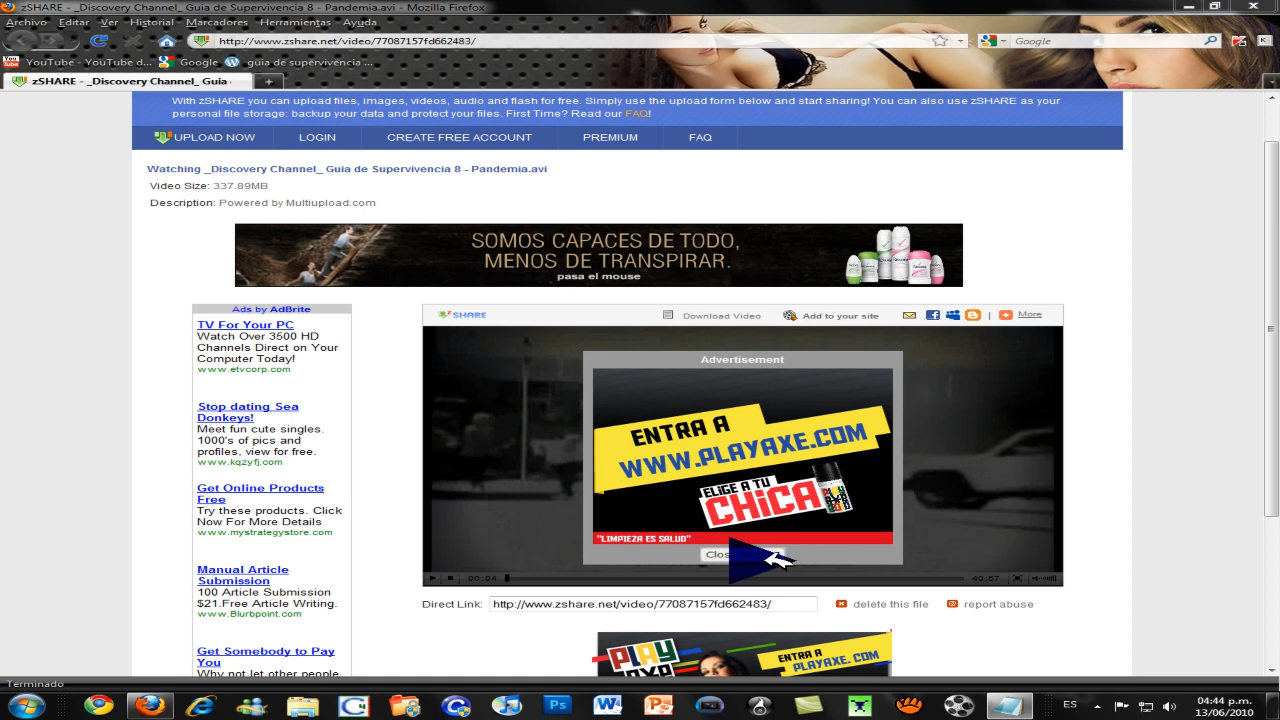 zSHARE - _Discovery Channel_ Guia de Supervivencia 8 - Pandemia.avi - Mozilla Firefox
Archivo Editar Ver Historial Marcadores Herramientas Ayuda
http://www.zshare.net/video/77087157fd662483/
Google
YouTube - YouTube d... Google guia de supervivencia ...
zSHARE - _Discovery Channel_ Guia
With zSHARE you can upload files, images, videos, audio and flash for free. Simply use the upload form below and start sharing! You can also use zSHARE as your
personal file storage: backup your data and protect your files. First Time? Read our FAQ!
UPLOAD NOW LOGIN CREATE FREE ACCOUNT PREMIUM FAQ
Watching _Discovery Channel_ Guia de Supervivencia 8 - Pandemia.avi
Video Size: 337.89MB
Description: Powered by Multiupload.com
SOMOS CAPACES DE TODO,
MENOS DE TRANSPIRAR.
pasa el mouse
Ads by AdBrite
TV For Your PC
Watch Over 3500 HD
Channels Direct on Your
Computer Today!
www.etvcorp.com
Stop dating Sea
Donkeys!
Meet fun cute singles.
1000's of pics and
profiles, view for free.
www.kqzyfj.com
Get Online Products
Free
Try these products. Click
Now For More Details
www.mystrategystore.com
Manual Article
Submission
100 Article Submission
$21.Free Article Writing.
www.Blurbpoint.com
Get Somebody to Pay
You
Why not let other people
SHARE Download Video Add to your site | More
Advertisement
ENTRA A
WWW.PLAYAXE.COM
ELIGE A TU
CHICA
"LIMPIEZA ES SALUD"
00:04 40:57
Direct Link: http://www.zshare.net/video/77087157fd662483/ delete this file report abuse
PLAY
ENTRA A
PLAYAXE.COM
Terminado
ES
04:44 p.m.
13/06/2010